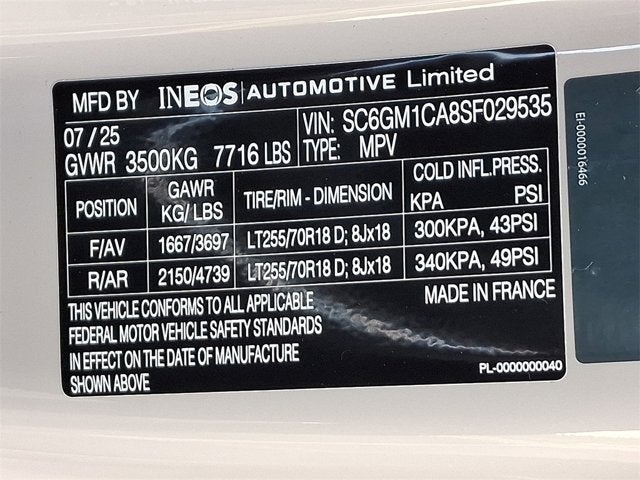 MFD BY INEOS | AUTOMOTIVE Limited
07 / 25
GVWR 3500KG 7716 LBS
VIN: SC6GM1CA8SF029535
TYPE: MPV
POSITION GAWR KG/ LBS TIRE/RIM - DIMENSION COLD INFL.PRESS. KPA PSI
F/AV 1667/3697 LT255/70R18 D; 8Jx18 300KPA, 43PSI
R/AR 2150/4739 LT255/70R18 D; 8Jx18 340KPA, 49PSI
THIS VEHICLE CONFORMS TO ALL APPLICABLE
FEDERAL MOTOR VEHICLE SAFETY STANDARDS
IN EFFECT ON THE DATE OF MANUFACTURE
SHOWN ABOVE
MADE IN FRANCE
PL-0000000040
EI-0000016466